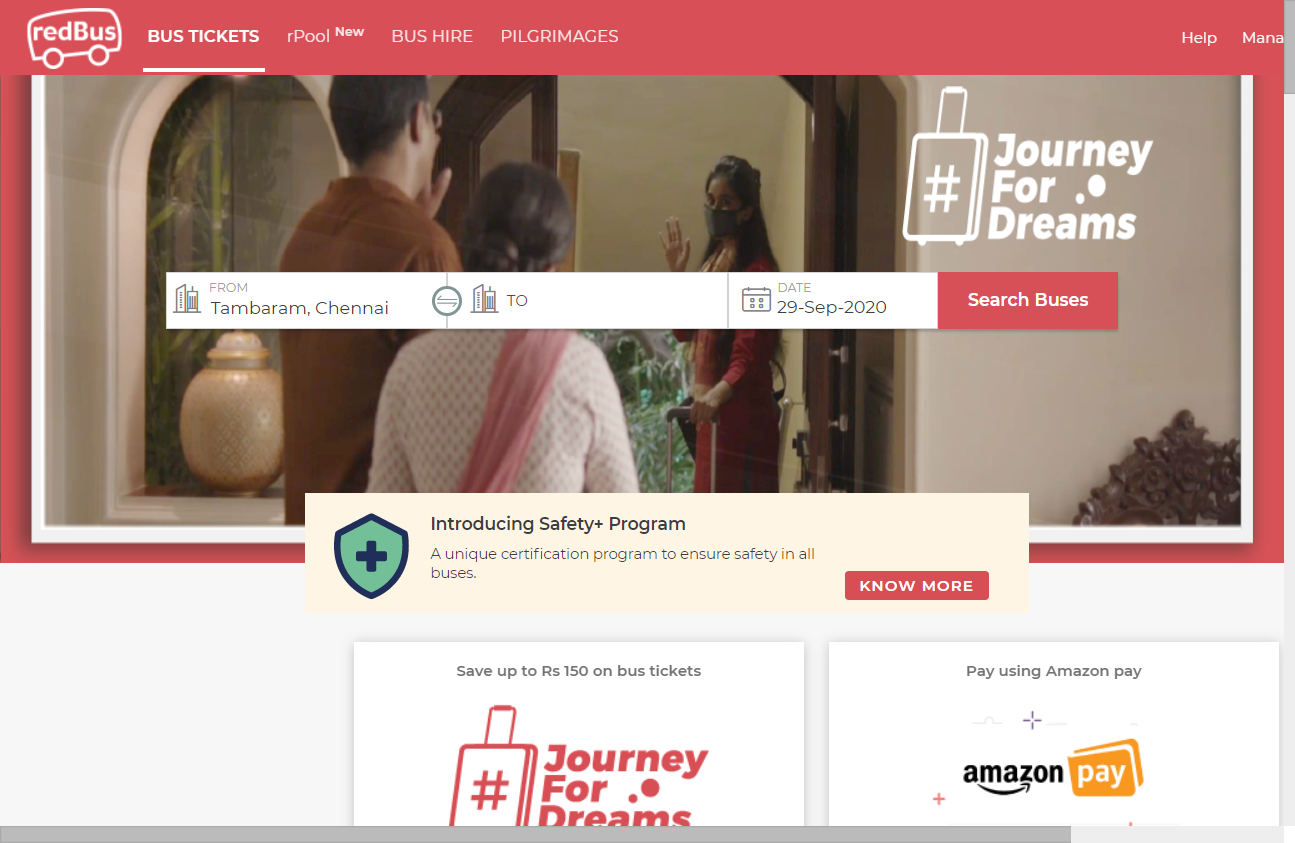 redBus
BUS TICKETS
rPool New
BUS HIRE
PILGRIMAGES
Help
Mana
# Journey
For
Dreams
FROM
Tambaram, Chennai
TO
DATE
29-Sep-2020
Search Buses
Introducing Safety+ Program
A unique certification program to ensure safety in all
buses.
KNOW MORE
Save up to Rs 150 on bus tickets
# Journey
For
Dreams
Pay using Amazon pay
amazon pay